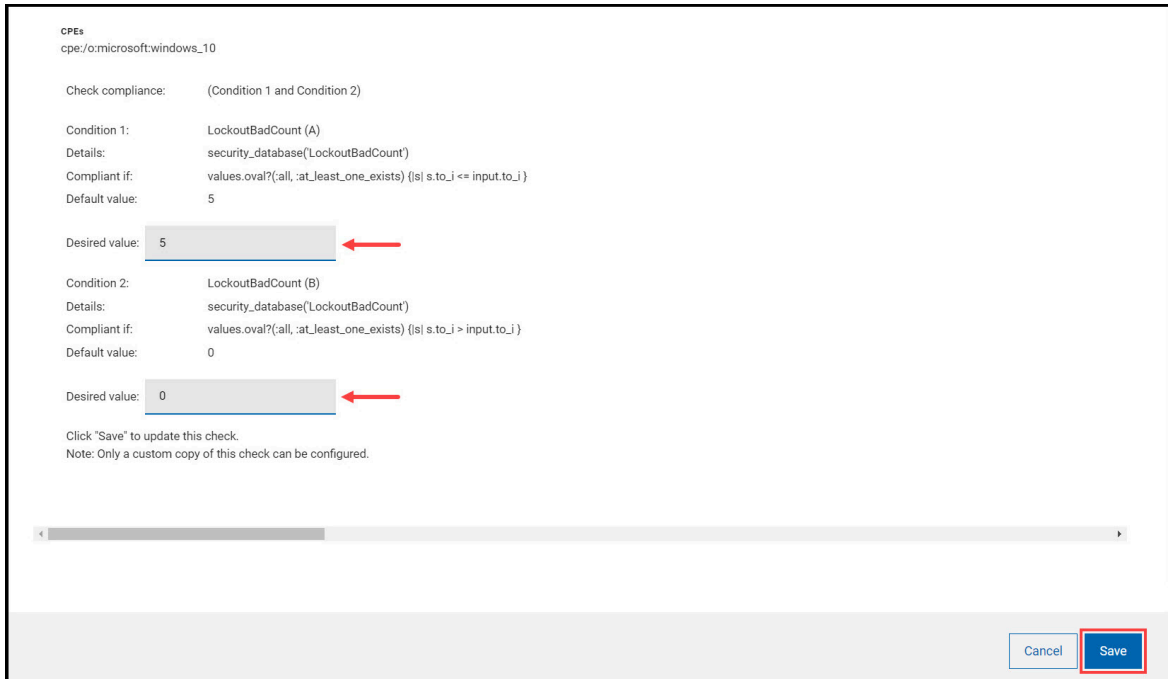 CPEs
cpe:/o:microsoft:windows_10
Check compliance: (Condition 1 and Condition 2)
Condition 1: LockoutBadCount (A)
Details: security_database('LockoutBadCount')
Compliant if: values.oval?(:all, :at_least_one_exists) {|s| s.to_i <= input.to_i }
Default value: 5
Desired value: 5
Condition 2: LockoutBadCount (B)
Details: security_database('LockoutBadCount')
Compliant if: values.oval?(:all, :at_least_one_exists) {|s| s.to_i > input.to_i }
Default value: 0
Desired value: 0
Click "Save" to update this check.
Note: Only a custom copy of this check can be configured.
Cancel Save